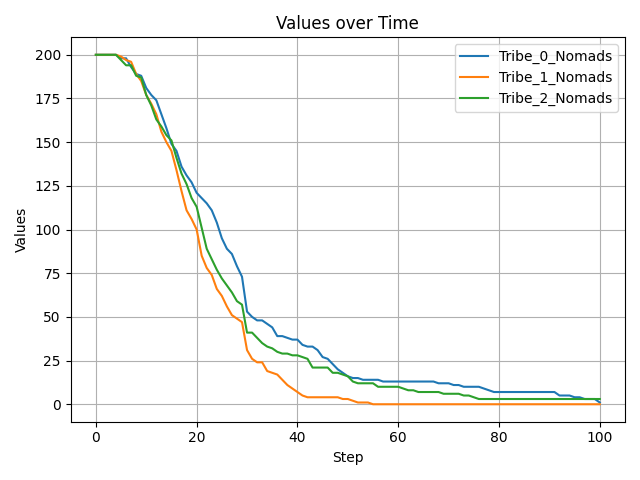 Values over Time
Tribe_0_Nomads
Tribe_1_Nomads
Tribe_2_Nomads
Values
200
175
150
125
100
75
50
25
0
0 20 40 60 80 100
Step